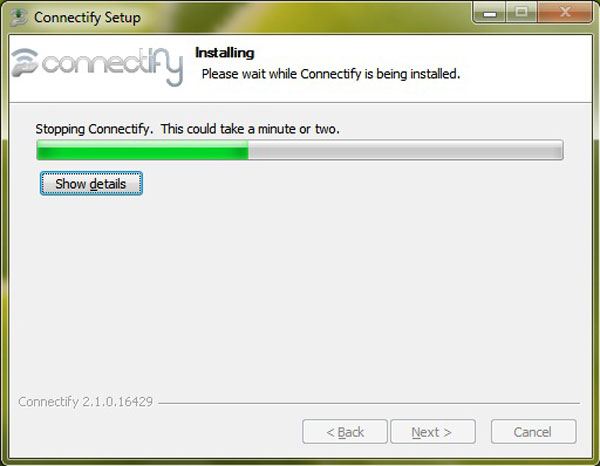 Connectify Setup
connectify
Installing
Please wait while Connectify is being installed.
Stopping Connectify. This could take a minute or two.
Show details
Connectify 2.1.0.16429
< Back
Next >
Cancel